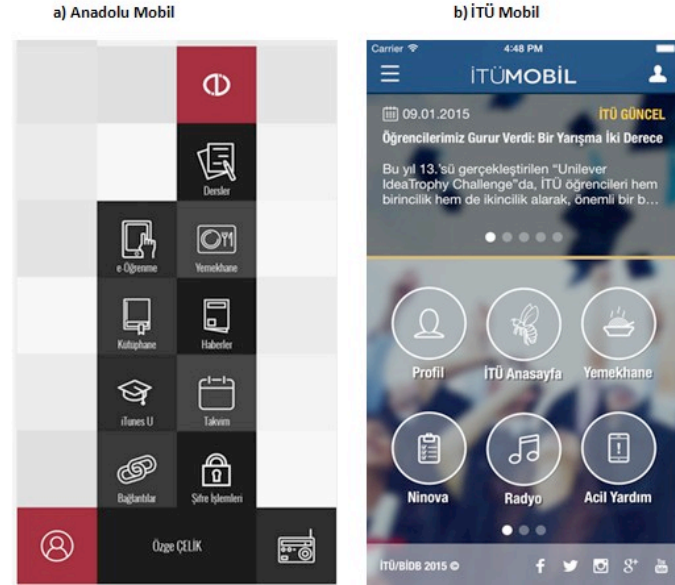 a) Anadolu Mobil
Dersler
e-Öğrenme
Yemekhane
Kütüphane
Haberler
iTunes U
Takvim
Bağlantılar
Şifre İşlemleri
Özge ÇELİK
b) İTÜ Mobil
Carrier
4:48 PM
İTÜMOBİL
09.01.2015
İTÜ GÜNCEL
Öğrencilerimiz Gurur Verdi: Bir Yarışma İki Derece
Bu yıl 13.'sü gerçekleştirilen “Unilever
IdeaTrophy Challenge”da, İTÜ öğrencileri hem
birincilik hem de ikincilik alarak, önemli bir b...
Profil
İTÜ Anasayfa
Yemekhane
Ninova
Radyo
Acil Yardım
İTÜ/BİDB 2015 ©